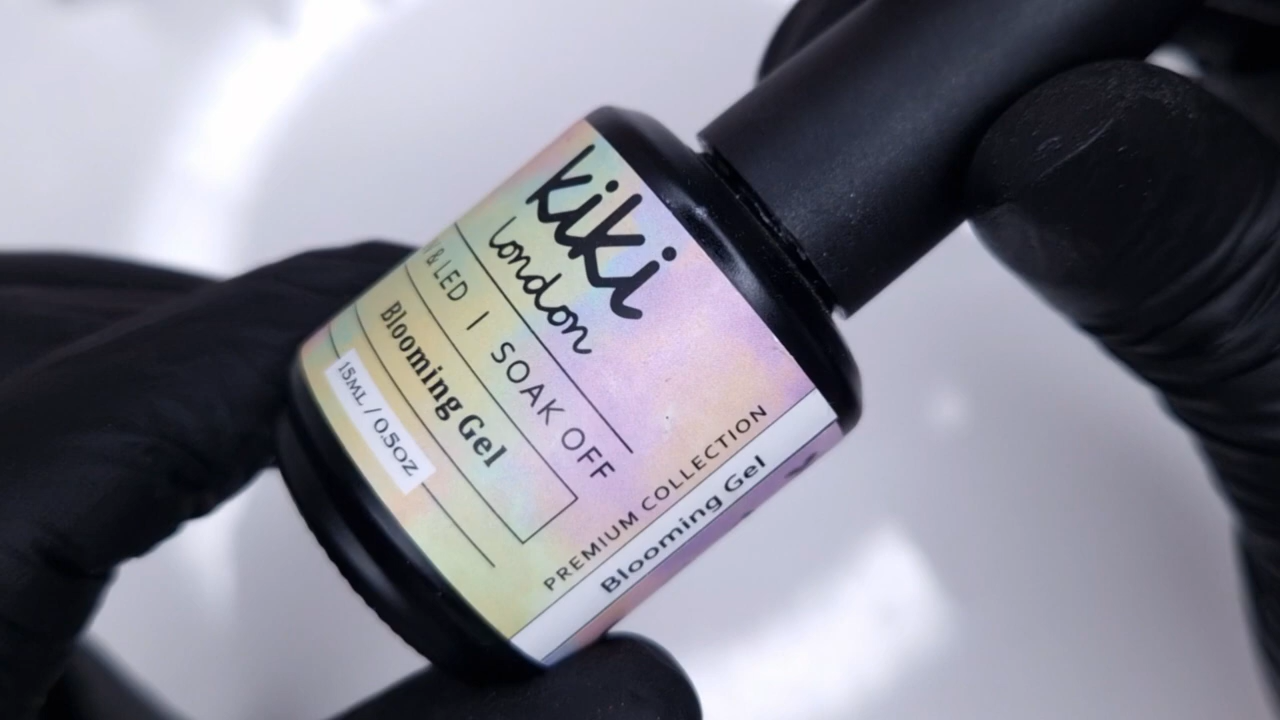 kiki
London
& LED | SOAK OFF
Blooming Gel
15ML / 0.5OZ
PREMIUM COLLECTION
Blooming Gel